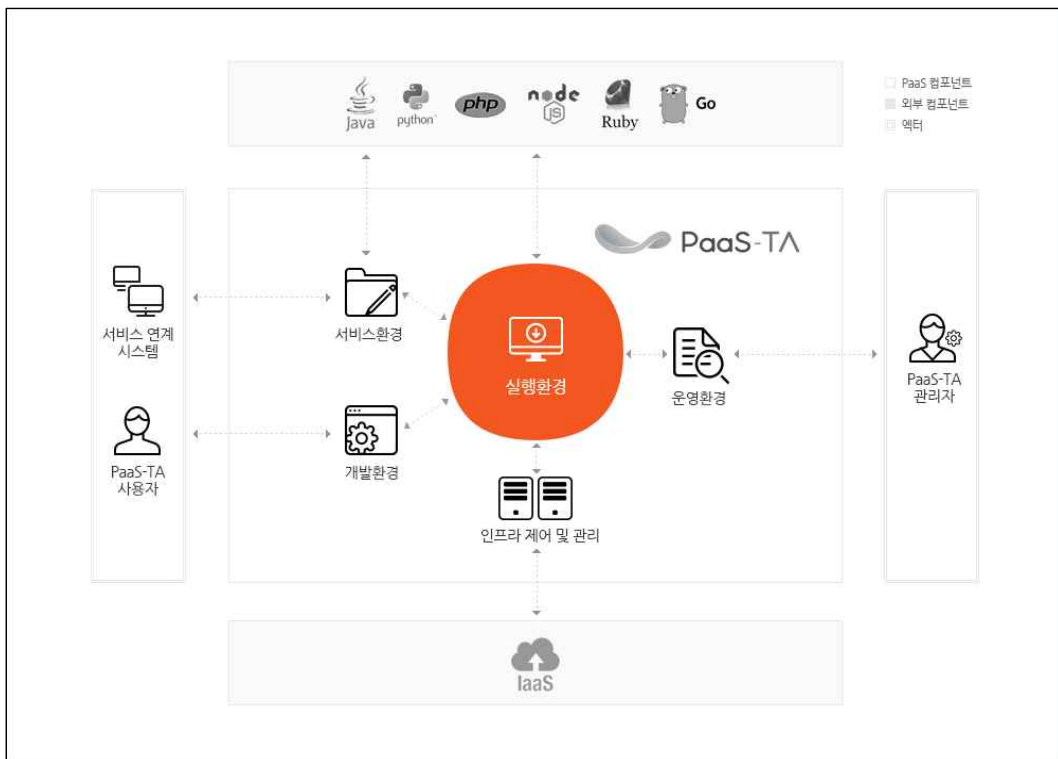 Java
python
php
node
JS
Ruby
Go
PaaS 컴포넌트
외부 컴포넌트
액터
PaaS-TA
서비스 연계
시스템
서비스환경
실행환경
운영환경
PaaS-TA
관리자
PaaS-TA
사용자
개발환경
인프라 제어 및 관리
IaaS